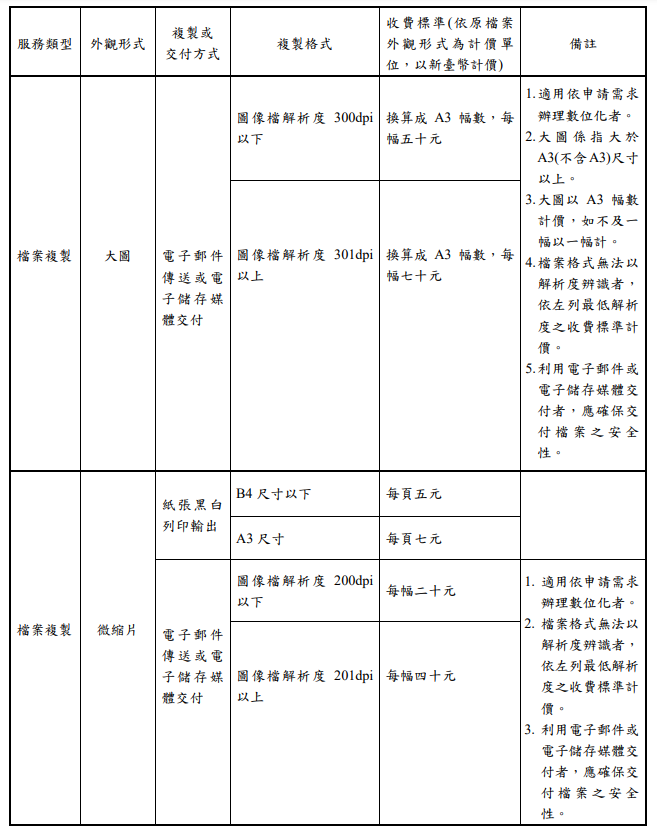 服務類型
外觀形式
複製或
交付方式
複製格式
收費標準(依原檔案
外觀形式為計價單
位，以新臺幣計價)
備註
檔案複製
大圖
電子郵件
傳送或電
子儲存媒
體交付
圖像檔解析度 300dpi
以下
換算成 A3 幅數，每
幅五十元
圖像檔解析度 301dpi
以上
換算成 A3 幅數，每
幅七十元
1.適用依申請需求
辦理數位化者。
2.大圖係指大於
A3(不含A3)尺寸
以上。
3.大圖以 A3 幅數
計價，如不及一
幅以一幅計。
4.檔案格式無法以
解析度辨識者，
依左列最低解析
度之收費標準計
價。
5.利用電子郵件或
電子儲存媒體交
付者，應確保交
付檔案之安全
性。
檔案複製
微縮片
紙張黑白
列印輸出
B4 尺寸以下
每頁五元
A3 尺寸
每頁七元
電子郵件
傳送或電
子儲存媒
體交付
圖像檔解析度 200dpi
以下
每幅二十元
圖像檔解析度 201dpi
以上
每幅四十元
1. 適用依申請需求
辦理數位化者。
2. 檔案格式無法以
解析度辨識者，
依左列最低解析
度之收費標準計
價。
3. 利用電子郵件或
電子儲存媒體交
付者，應確保交
付檔案之安全
性。